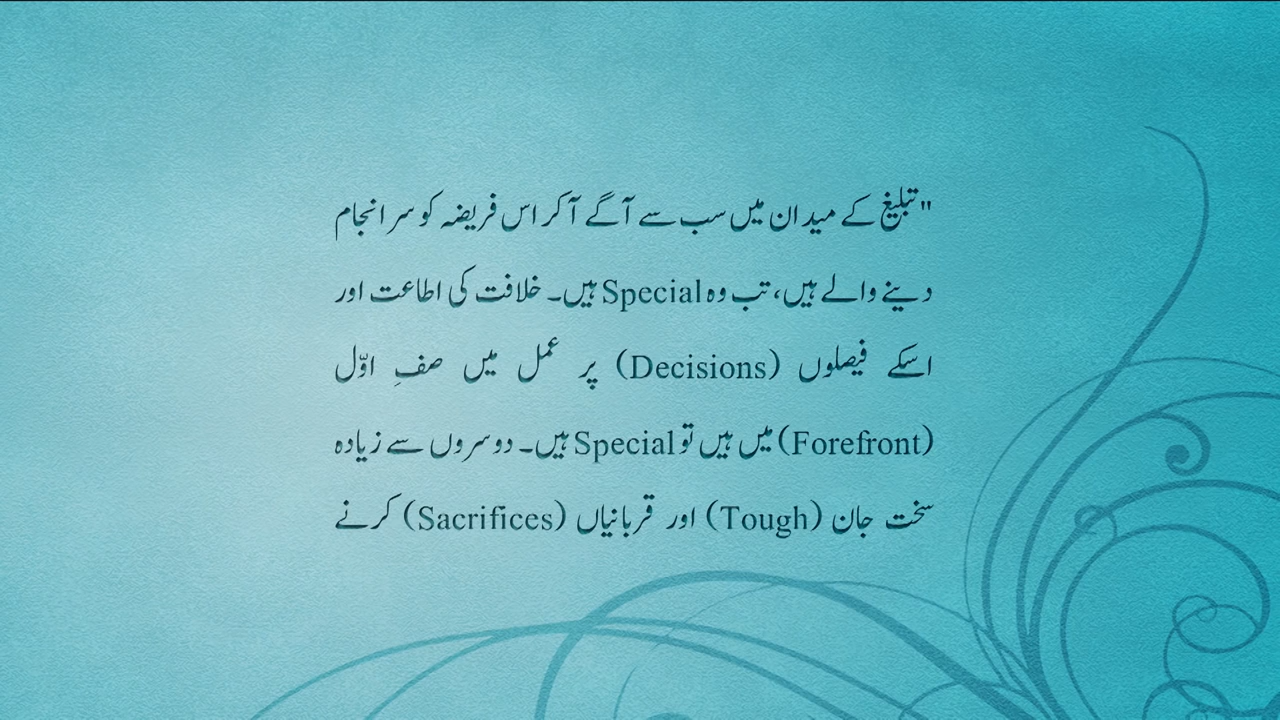 "تبلیغ کے میدان میں سب سے آگے آکر اس فریضہ کو سر انجام
دینے والے ہیں، تب وہ Special ہیں۔ خلافت کی اطاعت اور
اسکے فیصلوں (Decisions) پر عمل میں صفِ اوّل
(Forefront) میں ہیں تو Special ہیں۔ دوسروں سے زیادہ
سخت جان (Tough) اور قربانیاں (Sacrifices) کرنے